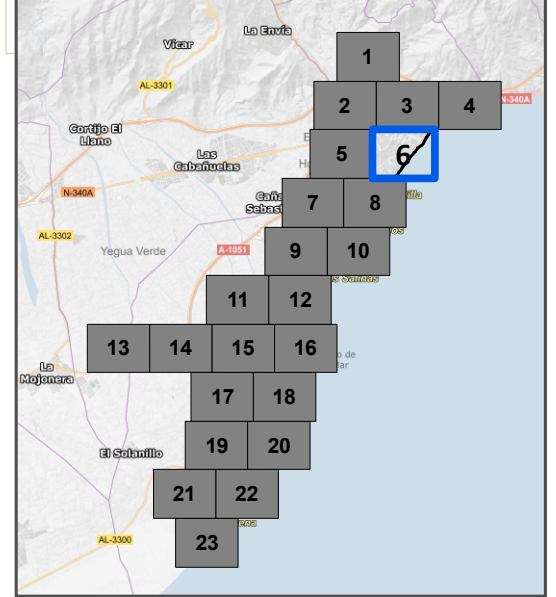 La Envía
Vícar
1
AL-3301
2
3
4
N-340A
Cortijo El
Llano
5
6
Las
Cabañuelas
N-340A
7
8
AL-3302
Yegua Verde
A-1051
9
10
11
12
13
14
15
16
La
Mojonera
17
18
19
20
El Solanillo
21
22
AL-3300
23